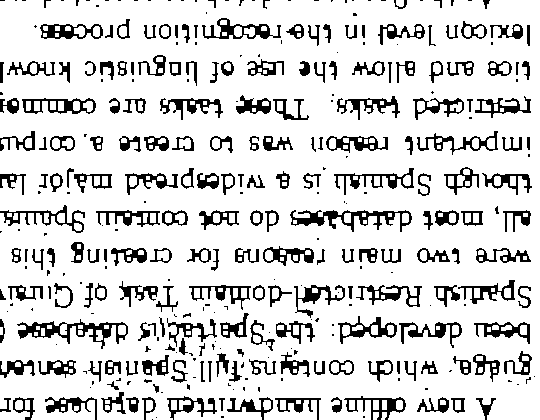 A new offline handwritten database for
guage, which contains full Spanish senten
been developed: the Spartacus database (
Spanish Restricted-domain Task of Cursiv
were two main reasons for creating this
all, most databases do not contain Spanis
though Spanish is a widespread major la
important reason was to create a corpus
restricted tasks. These tasks are common
tice and allow the use of linguistic know
lexicon level in the recognition process.